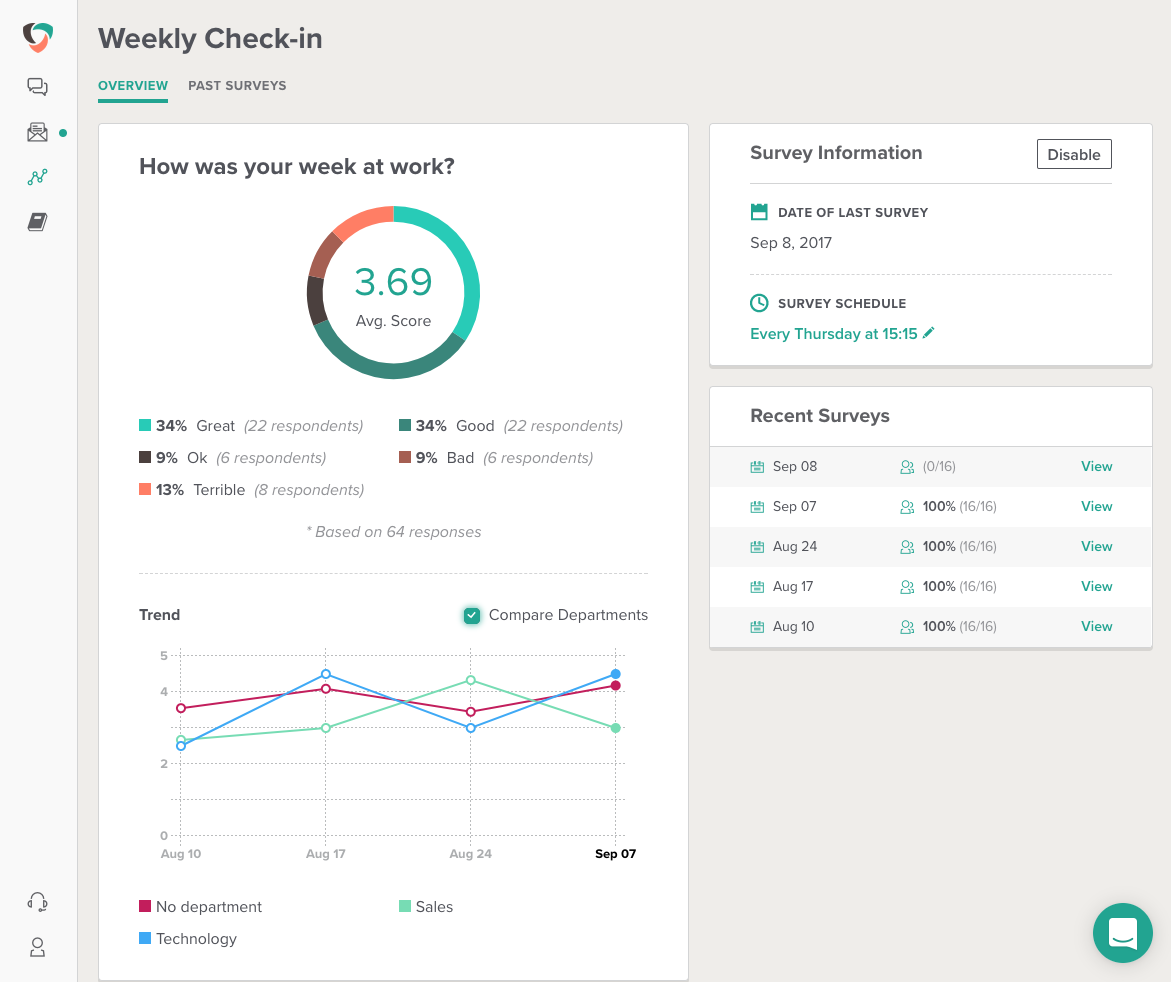 Weekly Check-in
OVERVIEW PAST SURVEYS
How was your week at work?
3.69
Avg. Score
34% Great (22 respondents) 34% Good (22 respondents)
9% Ok (6 respondents) 9% Bad (6 respondents)
13% Terrible (8 respondents)
* Based on 64 responses
Trend Compare Departments
5
4
2
0
Aug 10 Aug 17 Aug 24 Sep 07
No department Sales
Technology
Survey Information Disable
DATE OF LAST SURVEY
Sep 8, 2017
SURVEY SCHEDULE
Every Thursday at 15:15
Recent Surveys
Sep 08 (0/16) View
Sep 07 100% (16/16) View
Aug 24 100% (16/16) View
Aug 17 100% (16/16) View
Aug 10 100% (16/16) View